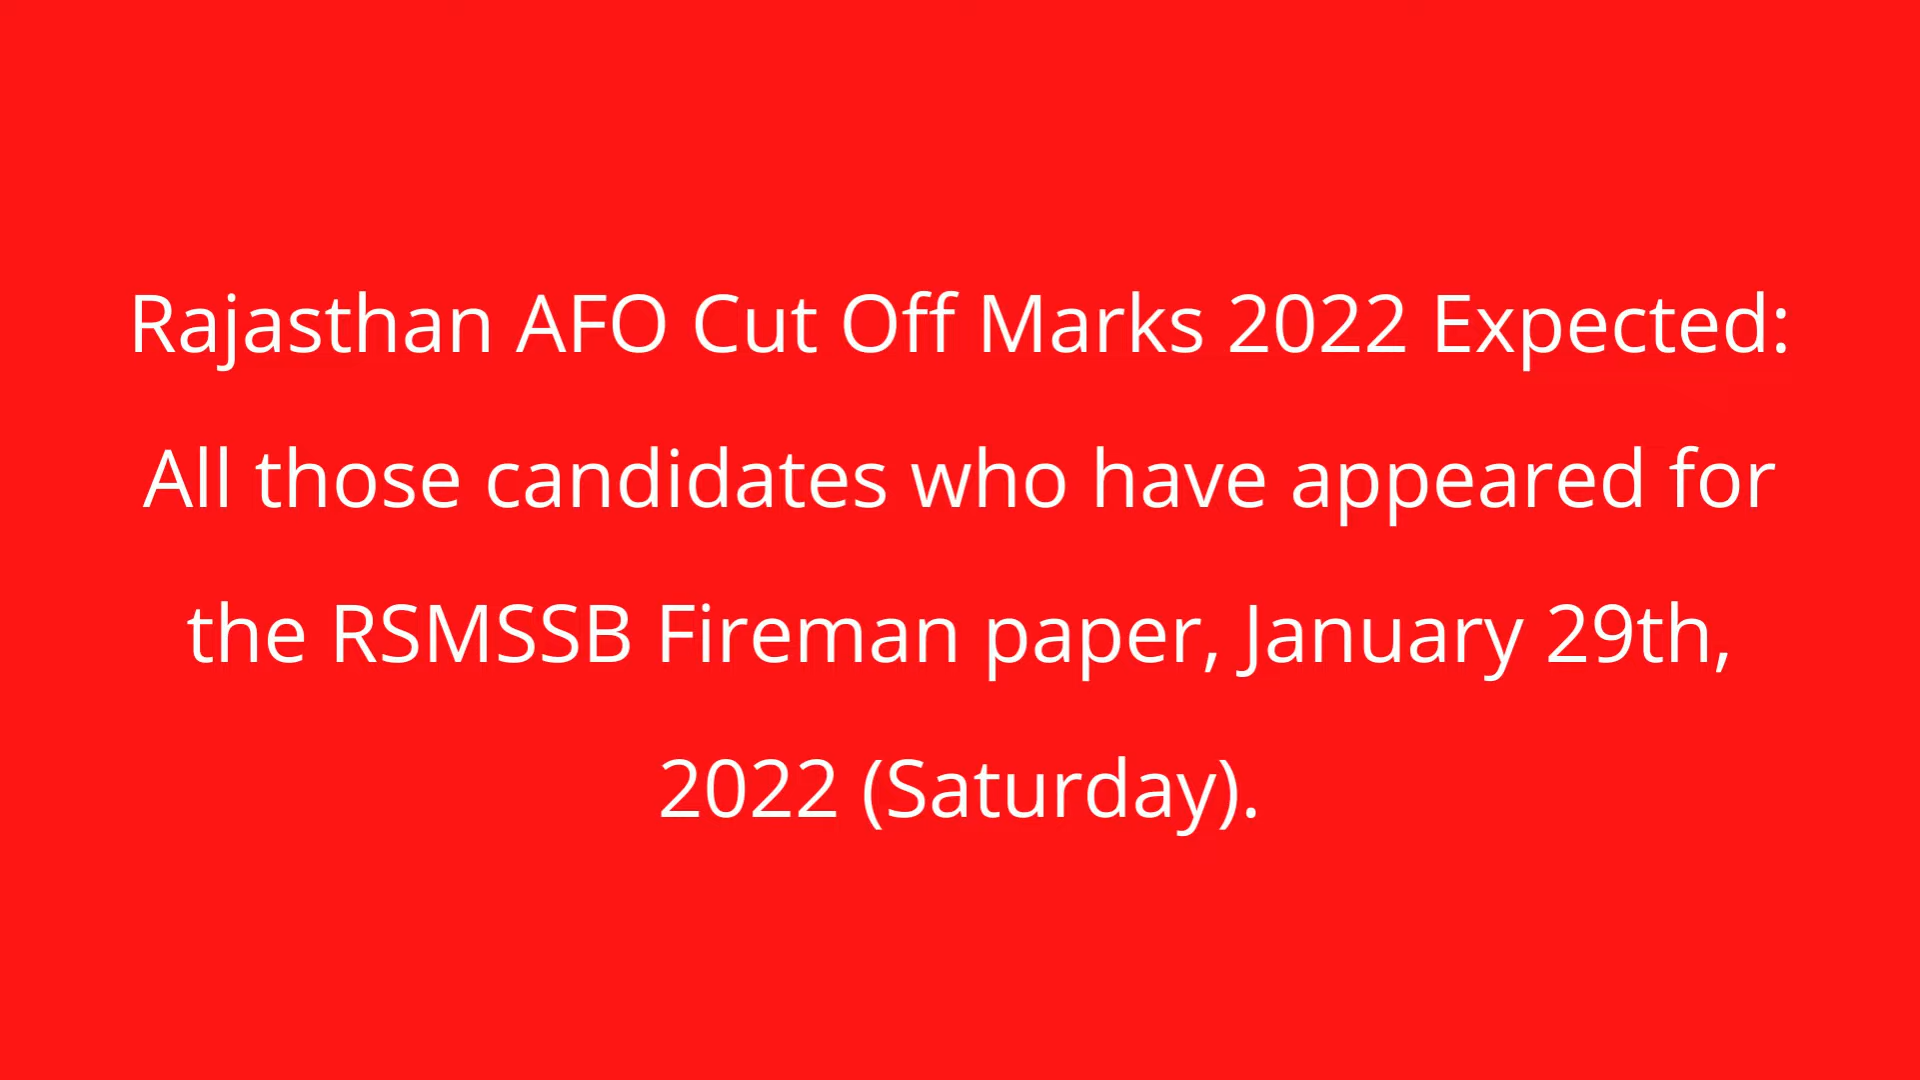 Rajasthan AFO Cut Off Marks 2022 Expected:
All those candidates who have appeared for
the RSMSSB Fireman paper, January 29th,
2022 (Saturday).